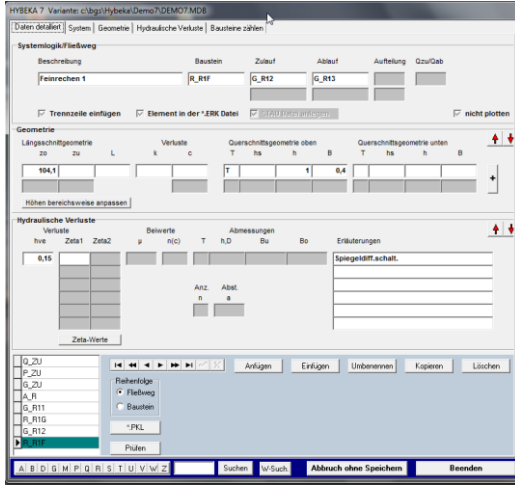 HYBEKA 7 Variante: c:\bgs\Hybeka\Demo7\DEMO7.MDB
Daten detailliert System Geometrie Hydraulische Verluste Bausteine zählen
Systemlogik/Fließweg
Beschreibung Baustein Zulauf Ablauf Aufteilung Qzu/Qab
Feinrechen 1 R_R1F G_R12 G_R13
Trennzeile einfügen Element in der *.ERK Datei nicht plotten
Geometrie
Längsschnittgeometrie Verluste Querschnittsgeometrie oben Querschnittsgeometrie unten
zo zu L k c T hs h B T hs h B
104,1 T 1 0,4
+
Höhen bereichsweise anpassen
Hydraulische Verluste
Verluste Beiwerte Abmessungen
hve Zeta1 Zeta2 µ n(c) T h,D Bu Bo Erläuterungen
0,15 Spiegeldiff.schalt.
Anz. Abst.
n a
Zeta-Werte
Q_ZU
P_ZU
G_ZU
A_R
G_R11
R_R1G
G_R12
R_R1F
Anfügen Einfügen Umbenennen Kopieren Löschen
Reihenfolge
Fließweg
Baustein
*.PKL
Prüfen
A B D G M P Q R S T U V W Z Suchen W-Such. Abbruch ohne Speichern Beenden